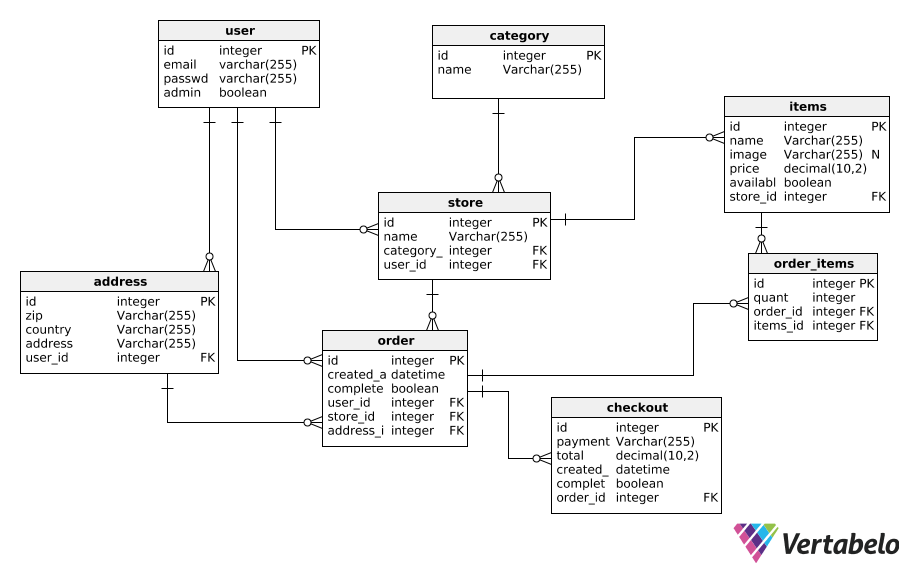 user
id integer PK
email varchar(255)
passwd varchar(255)
admin boolean
category
id integer PK
name Varchar(255)
items
id integer PK
name Varchar(255)
image Varchar(255) N
price decimal(10,2)
availabl boolean
store_id integer FK
store
id integer PK
name Varchar(255)
category_ integer FK
user_id integer FK
address
id integer PK
zip Varchar(255)
country Varchar(255)
address Varchar(255)
user_id integer FK
order_items
id integer PK
quant integer
order_id integer FK
items_id integer FK
order
id integer PK
created_a datetime
complete boolean
user_id integer FK
store_id integer FK
address_i integer FK
checkout
id integer PK
payment Varchar(255)
total decimal(10,2)
created_ datetime
complet boolean
order_id integer FK
Vertabelo